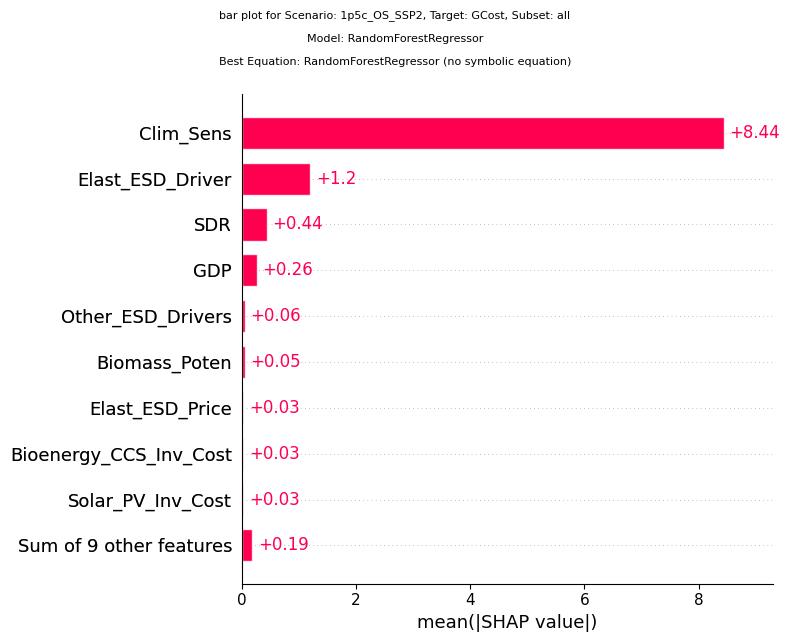 bar plot for Scenario: 1p5c_OS_SSP2, Target: GCost, Subset: all
Model: RandomForestRegressor
Best Equation: RandomForestRegressor (no symbolic equation)
Clim_Sens +8.44
Elast_ESD_Driver +1.2
SDR +0.44
GDP +0.26
Other_ESD_Drivers +0.06
Biomass_Poten +0.05
Elast_ESD_Price +0.03
Bioenergy_CCS_Inv_Cost +0.03
Solar_PV_Inv_Cost +0.03
Sum of 9 other features +0.19
0 2 4 6 8
mean(|SHAP value|)